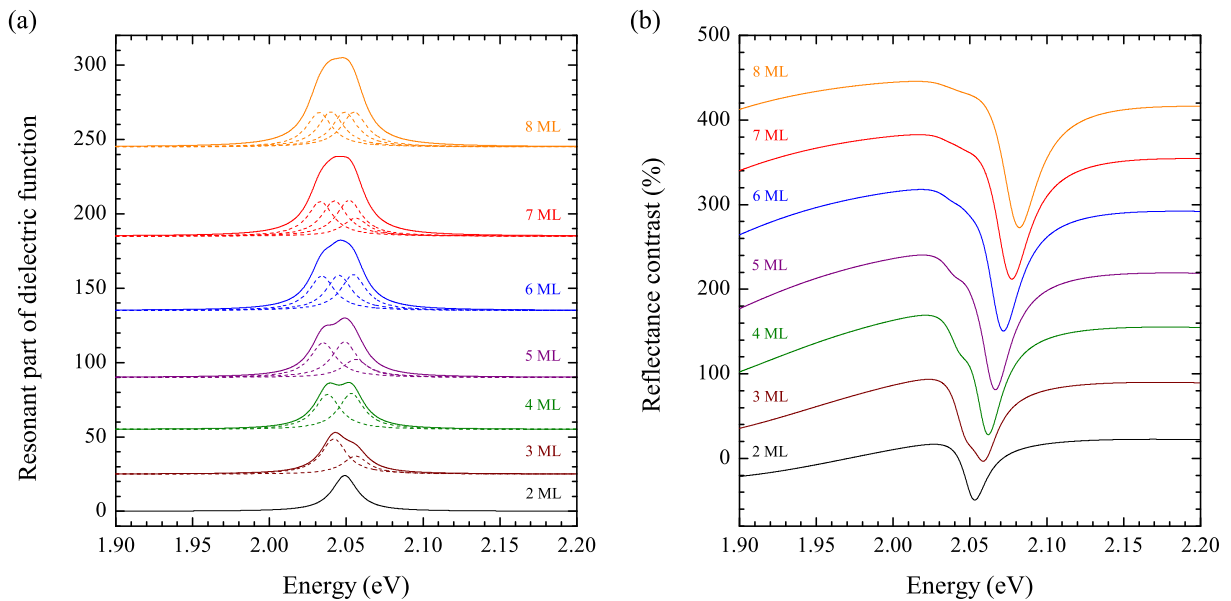 (a)
Resonant part of dielectric function
300
250
200
150
100
50
0
8 ML
7 ML
6 ML
5 ML
4 ML
3 ML
2 ML
1.90 1.95 2.00 2.05 2.10 2.15 2.20
Energy (eV)
(b)
Reflectance contrast (%)
500
400
300
200
100
0
8 ML
7 ML
6 ML
5 ML
4 ML
3 ML
2 ML
1.90 1.95 2.00 2.05 2.10 2.15 2.20
Energy (eV)